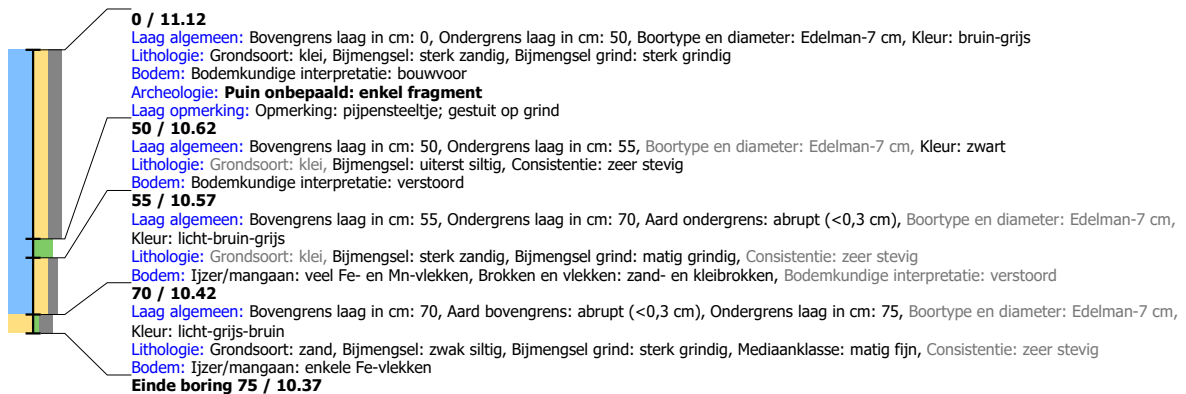 0 / 11.12
Laag algemeen: Bovengrens laag in cm: 0, Ondergrens laag in cm: 50, Boortype en diameter: Edelman-7 cm, Kleur: bruin-grijs
Lithologie: Grondsoort: klei, Bijmengsel: sterk zandig, Bijmengsel grind: sterk grindig
Bodem: Bodemkundige interpretatie: bouwvoor
Archeologie: Puin onbepaald: enkel fragment
Laag opmerking: Opmerking: pijpensteeltje; gestuit op grind
50 / 10.62
Laag algemeen: Bovengrens laag in cm: 50, Ondergrens laag in cm: 55, Boortype en diameter: Edelman-7 cm, Kleur: zwart
Lithologie: Grondsoort: klei, Bijmengsel: uiterst siltig, Consistentie: zeer stevig
Bodem: Bodemkundige interpretatie: verstoord
55 / 10.57
Laag algemeen: Bovengrens laag in cm: 55, Ondergrens laag in cm: 70, Aard ondergrens: abrupt (<0,3 cm), Boortype en diameter: Edelman-7 cm,
Kleur: licht-bruin-grijs
Lithologie: Grondsoort: klei, Bijmengsel: sterk zandig, Bijmengsel grind: matig grindig, Consistentie: zeer stevig
Bodem: Ijzer/mangaan: veel Fe- en Mn-vlekken, Brokken en vlekken: zand- en kleibrokken, Bodemkundige interpretatie: verstoord
70 / 10.42
Laag algemeen: Bovengrens laag in cm: 70, Aard bovengrens: abrupt (<0,3 cm), Ondergrens laag in cm: 75, Boortype en diameter: Edelman-7 cm,
Kleur: licht-grijs-bruin
Lithologie: Grondsoort: zand, Bijmengsel: zwak siltig, Bijmengsel grind: sterk grindig, Mediaanklasse: matig fijn, Consistentie: zeer stevig
Bodem: Ijzer/mangaan: enkele Fe-vlekken
Einde boring 75 / 10.37